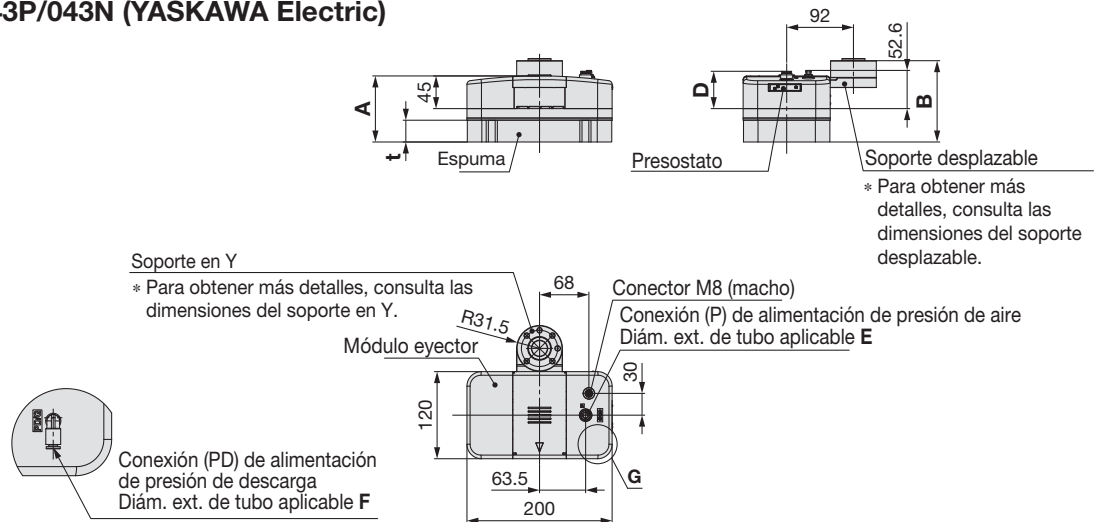 3P/043N (YASKAWA Electric)
92
52.6
45
A
t
D
B
Espuma
Presostato
Soporte desplazable
* Para obtener más
detalles, consulta las
dimensiones del soporte
desplazable.
Soporte en Y
* Para obtener más detalles, consulta las
dimensiones del soporte en Y.
R31.5
68
Conector M8 (macho)
Conexión (P) de alimentación de presión de aire
Diám. ext. de tubo aplicable E
Módulo eyector
30
120
63.5
200
G
Conexión (PD) de alimentación
de presión de descarga
Diám. ext. de tubo aplicable F